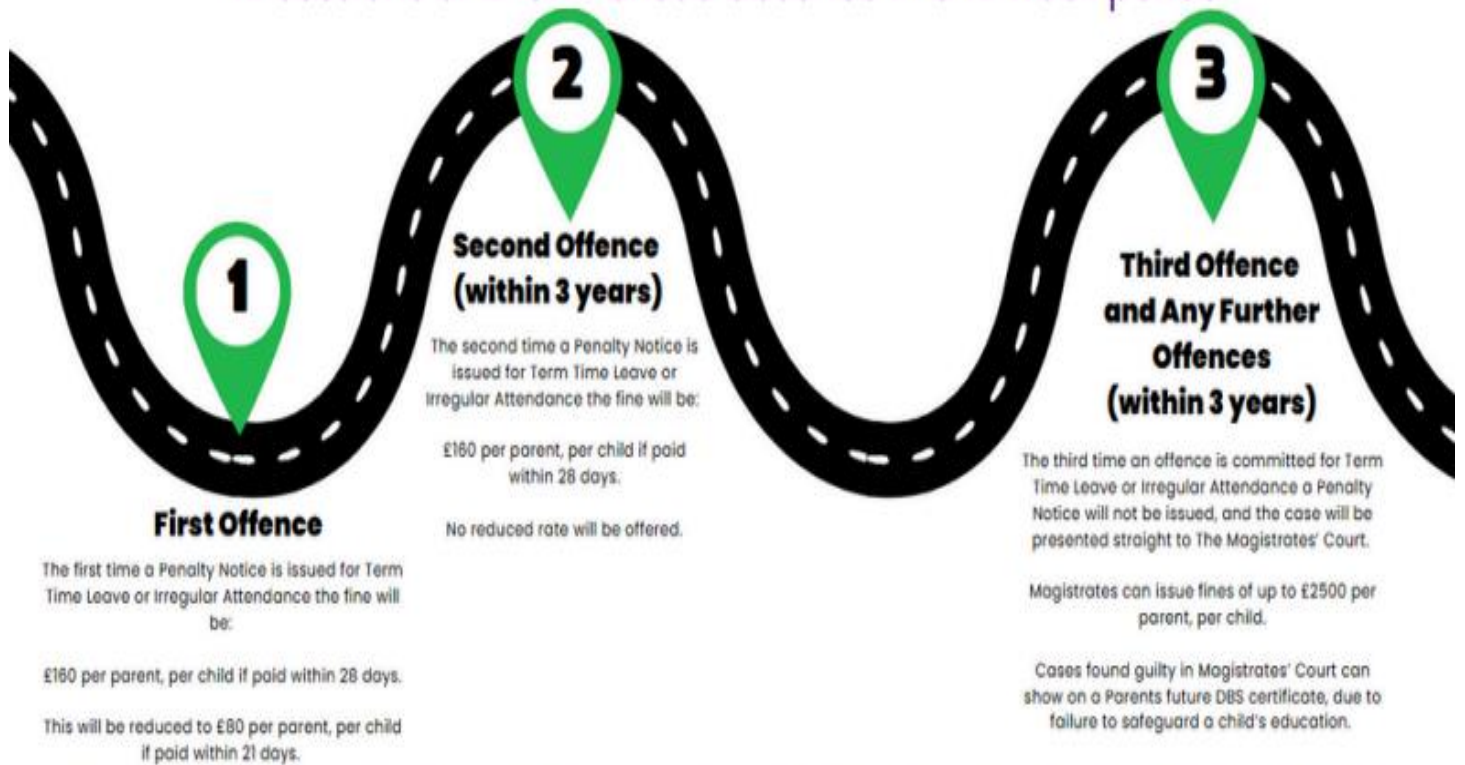 1
First Offence
The first time a Penalty Notice is issued for Term
Time Leave or Irregular Attendance the fine will
be:
£160 per parent, per child if paid within 28 days.
This will be reduced to £80 per parent, per child
if paid within 21 days.
2
Second Offence
(within 3 years)
The second time a Penalty Notice is
issued for Term Time Leave or
Irregular Attendance the fine will be:
£160 per parent, per child if paid
within 28 days.
No reduced rate will be offered.
3
Third Offence
and Any Further
Offences
(within 3 years)
The third time an offence is committed for Term
Time Leave or Irregular Attendance a Penalty
Notice will not be issued, and the case will be
presented straight to The Magistrates' Court.
Magistrates can issue fines of up to £2500 per
parent, per child.
Cases found guilty in Magistrates' Court can
show on a Parents future DBS certificate, due to
failure to safeguard a child's education.